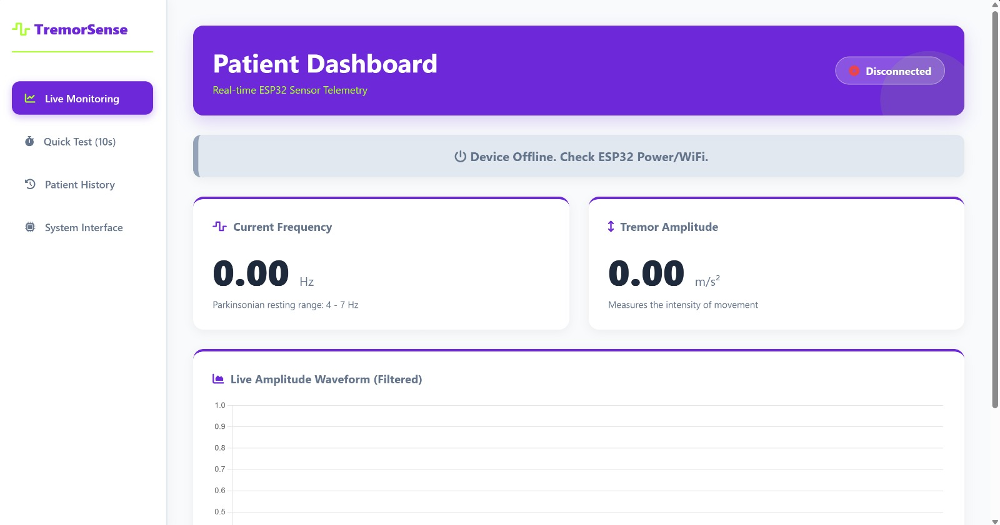 TremorSense
Live Monitoring
Quick Test (10s)
Patient History
System Interface
Patient Dashboard
Real-time ESP32 Sensor Telemetry
Disconnected
Device Offline. Check ESP32 Power/WiFi.
Current Frequency
0.00 Hz
Parkinsonian resting range: 4 - 7 Hz
Tremor Amplitude
0.00 m/s²
Measures the intensity of movement
Live Amplitude Waveform (Filtered)
1.0
0.9
0.8
0.7
0.6
0.5